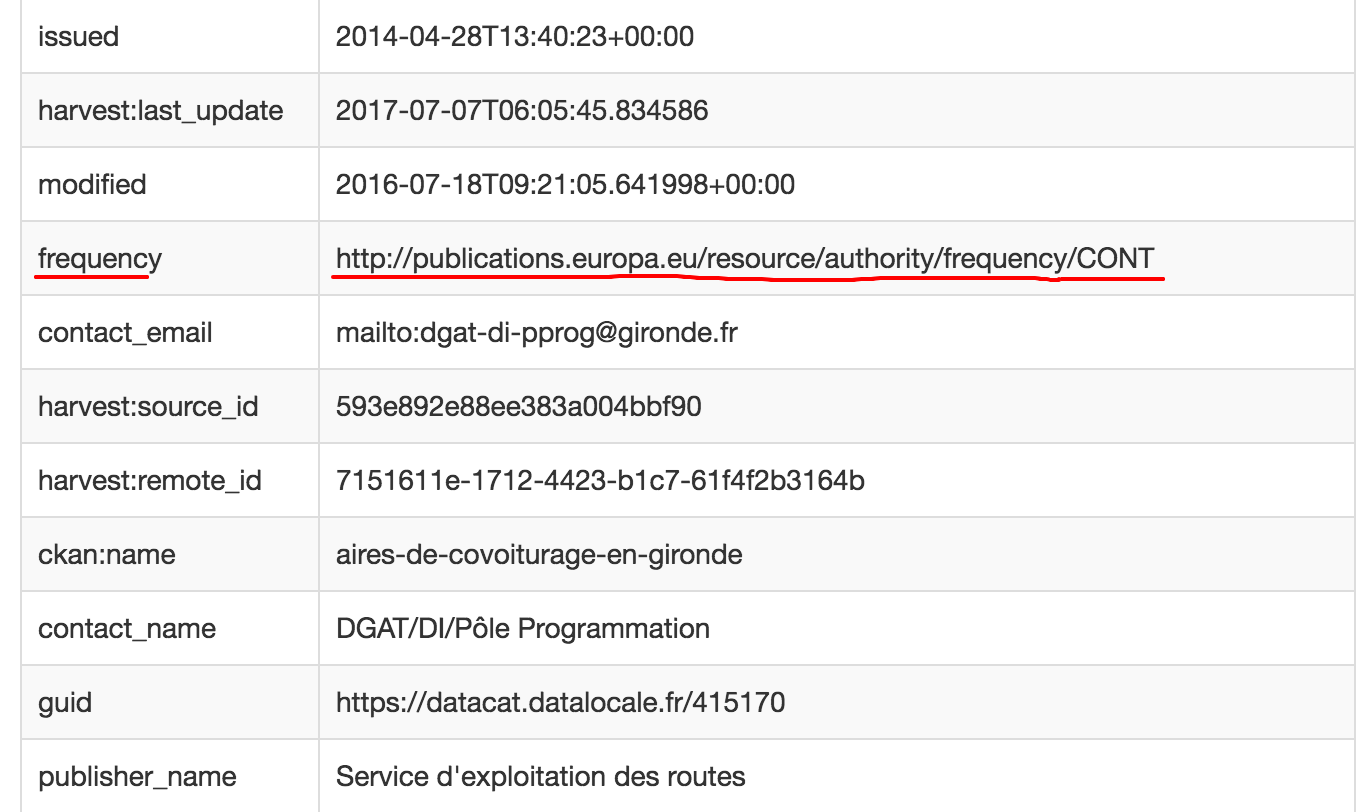 issued 2014-04-28T13:40:23+00:00
harvest:last_update 2017-07-07T06:05:45.834586
modified 2016-07-18T09:21:05.641998+00:00
frequency http://publications.europa.eu/resource/authority/frequency/CONT
contact_email mailto:dgat-di-pprog@gironde.fr
harvest:source_id 593e892e88ee383a004bbf90
harvest:remote_id 7151611e-1712-4423-b1c7-61f4f2b3164b
ckan:name aires-de-covoiturage-en-gironde
contact_name DGAT/DI/Pôle Programmation
guid https://datacat.datalocale.fr/415170
publisher_name Service d'exploitation des routes